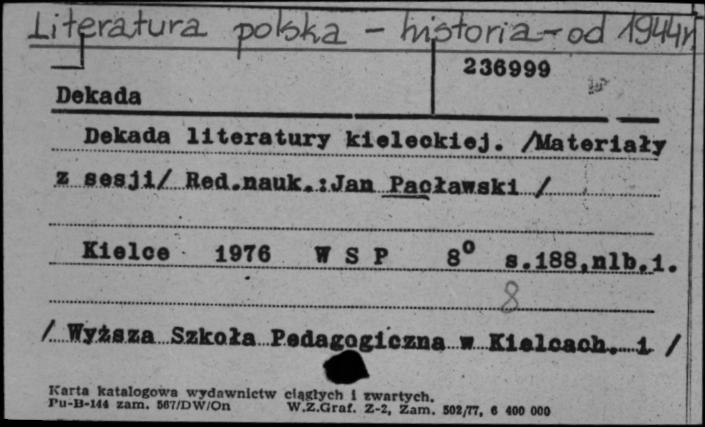 Literatura polska - historia - od 1944r
236999
Dekada
Dekada literatury kieleckiej. /Materiały
z sesji/ Red.nauk.:Jan Pacławski /
Kielce 1976 W S P 8⁰ s.188,nlb.1.
8
/ Wyższa Szkoła Pedagogiczna w Kielcach. i /
Karta katalogowa wydawnictw ciągłych i zwartych.
Pu-B-144 zam. 567/DW/On W.Z.Graf. Z-2, Zam. 502/77, 6 400 000